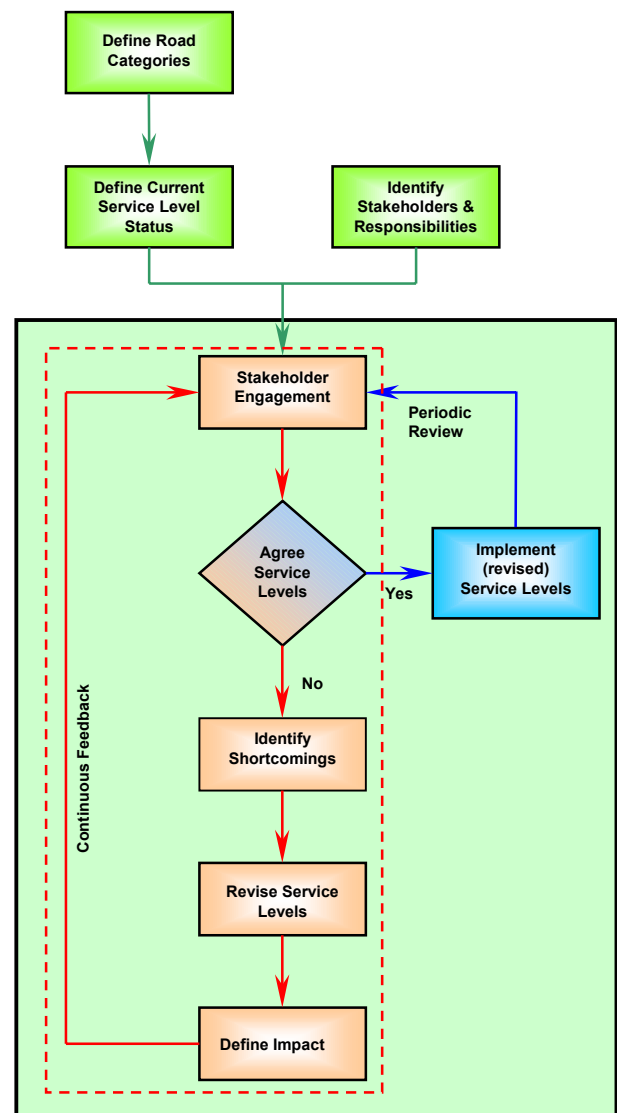 Define Road
Categories
Define Current
Service Level
Status
Identify
Stakeholders &
Responsibilities
Stakeholder
Engagement
Periodic
Review
Agree
Service
Levels
Yes
Implement
(revised)
Service Levels
No
Identify
Shortcomings
Continuous Feedback
Revise Service
Levels
Define Impact